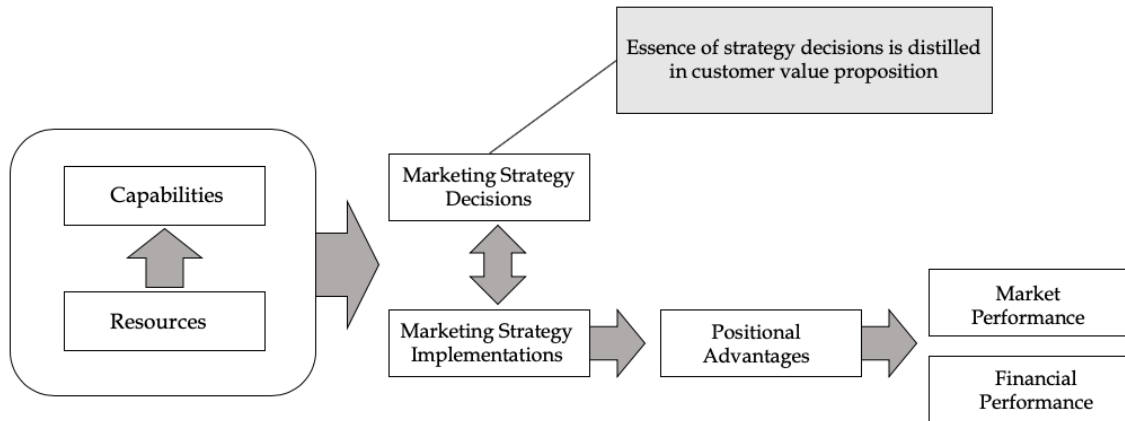 Essence of strategy decisions is distilled
in customer value proposition
Capabilities
Resources
Marketing Strategy
Decisions
Marketing Strategy
Implementations
Positional
Advantages
Market
Performance
Financial
Performance